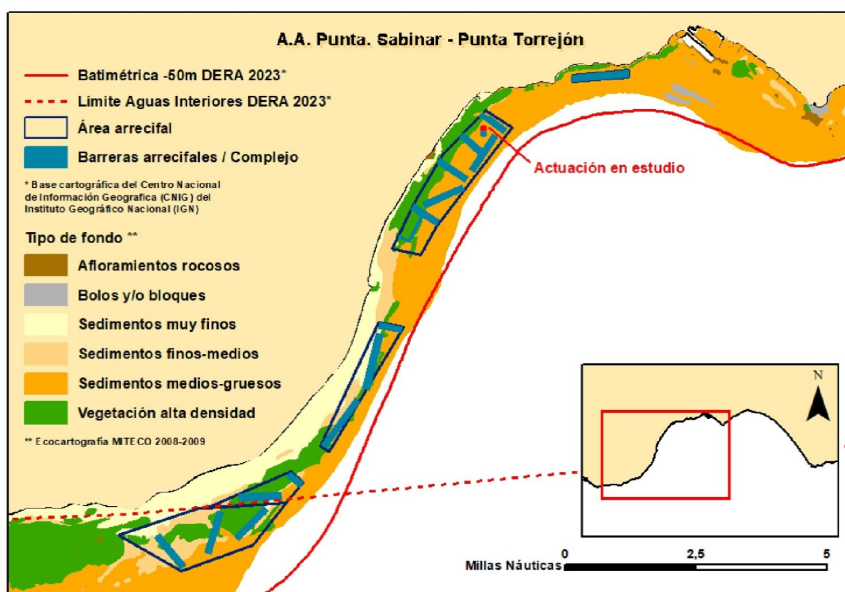 A.A. Punta. Sabinar - Punta Torrejón
Batimétrica -50m DERA 2023*
Limite Aguas Interiores DERA 2023*
Área arrecifal
Barreras arrecifales / Complejo
* Base cartográfica del Centro Nacional
de Información Geografica (CNIG) del
Instituto Geográfico Nacional (IGN)
Tipo de fondo **
Afloramientos rocosos
Bolos y/o bloques
Sedimentos muy finos
Sedimentos finos-medios
Sedimentos medios-gruesos
Vegetación alta densidad
** Ecocartografía MITECO 2008-2009
Actuación en estudio
N
Millas Náuticas
0 2,5 5